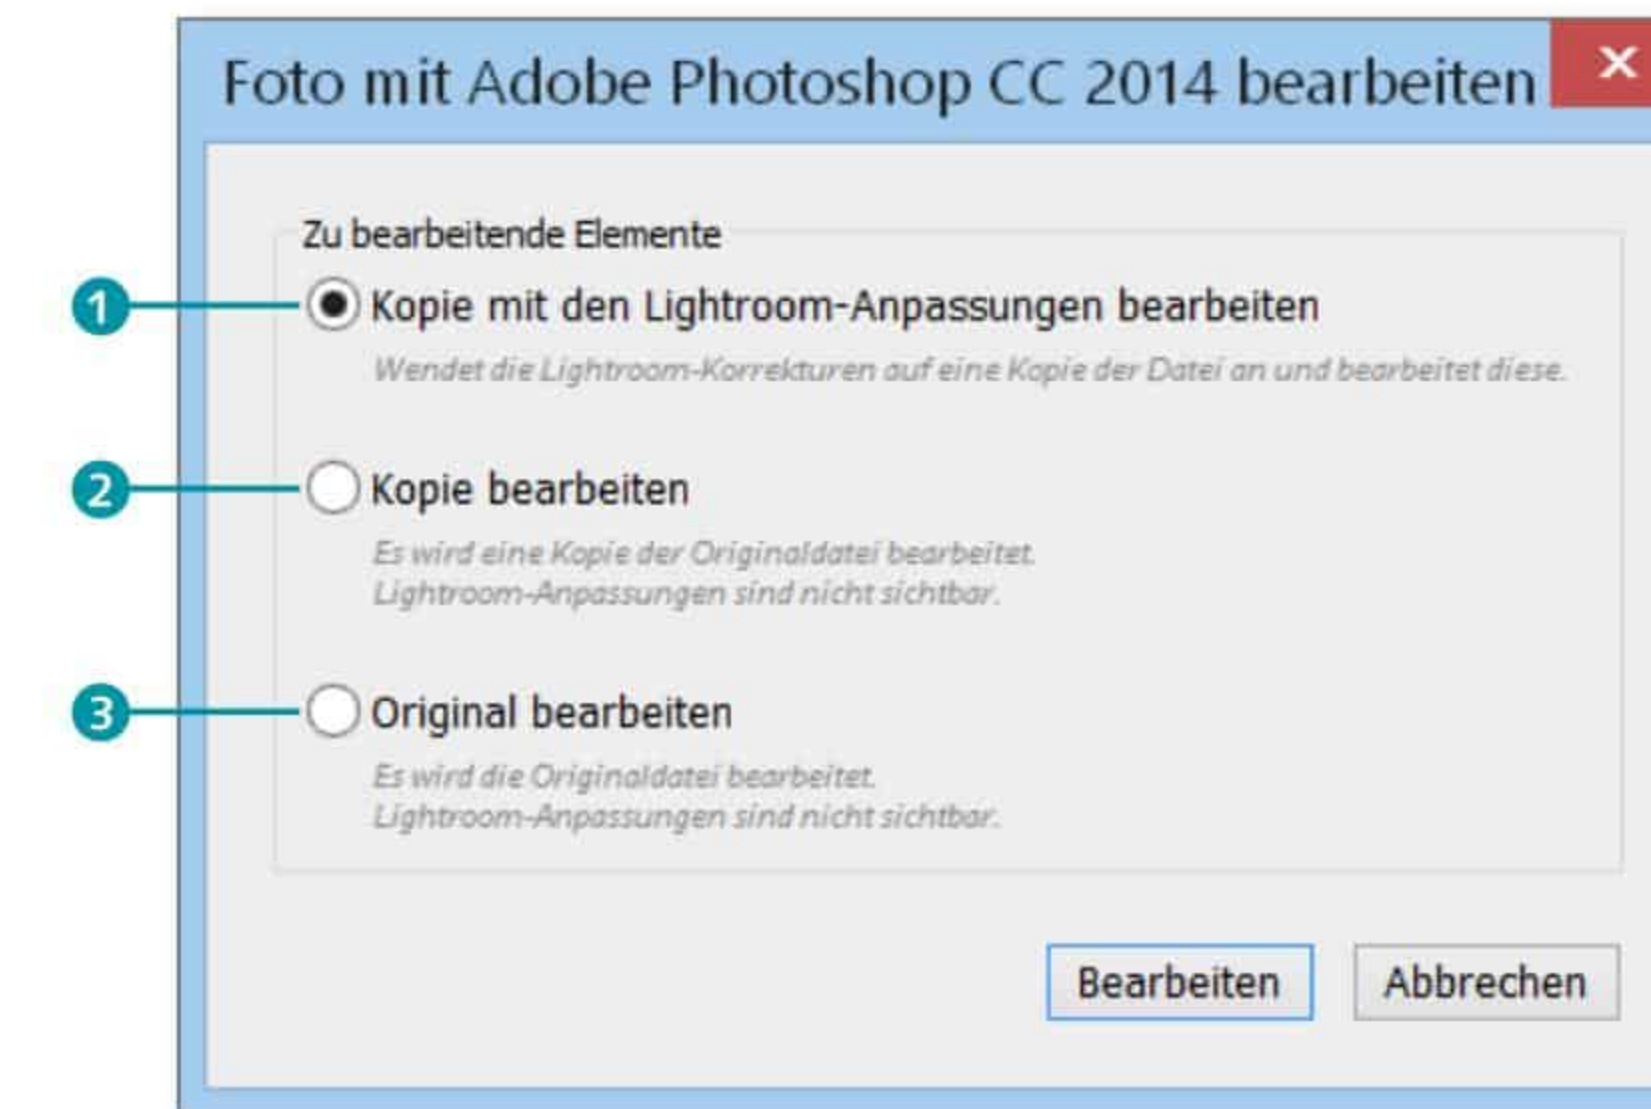 Foto mit Adobe Photoshop CC 2014 bearbeiten
Zu bearbeitende Elemente
1 Kopie mit den Lightroom-Anpassungen bearbeiten
Wendet die Lightroom-Korrekturen auf eine Kopie der Datei an und bearbeitet diese.
2 Kopie bearbeiten
Es wird eine Kopie der Originaldatei bearbeitet.
Lightroom-Anpassungen sind nicht sichtbar.
3 Original bearbeiten
Es wird die Originaldatei bearbeitet.
Lightroom-Anpassungen sind nicht sichtbar.
Bearbeiten Abbrechen